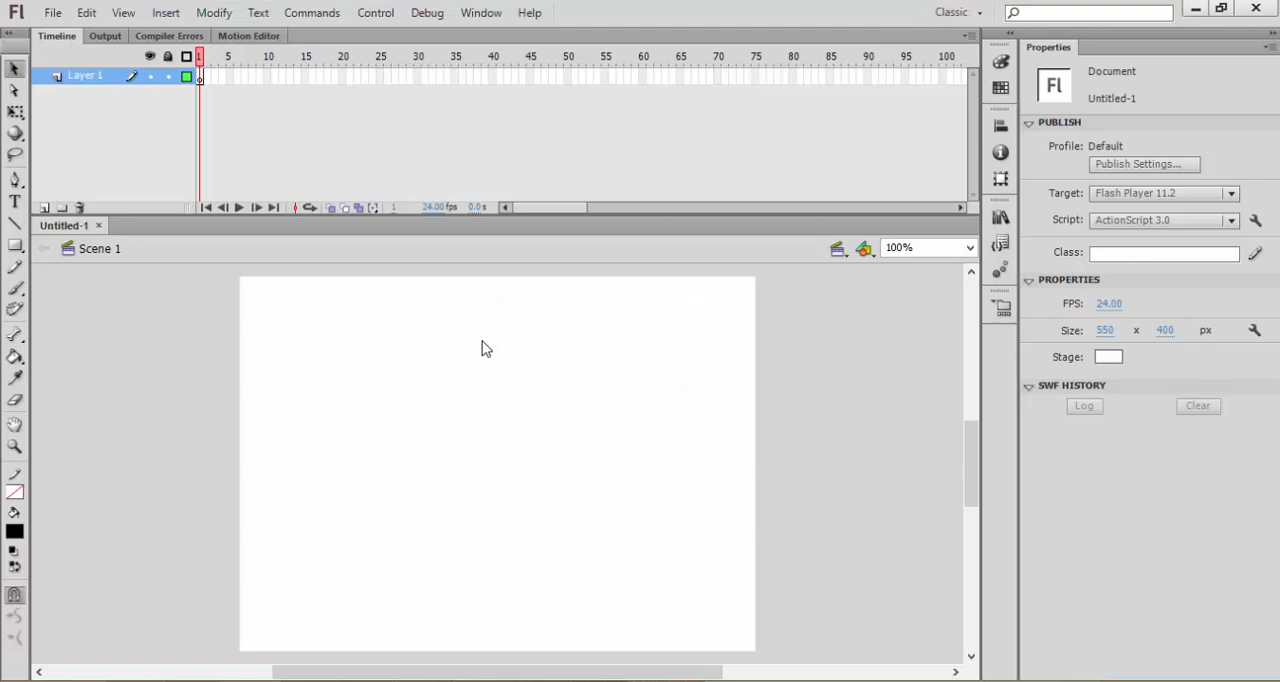 Fl File Edit View Insert Modify Text Commands Control Debug Window Help Classic
Timeline Output Compiler Errors Motion Editor
1 5 10 15 20 25 30 35 40 45 50 55 60 65 70 75 80 85 90 95 100
Layer 1
1 24.00 fps 0.0 s
Untitled-1
Scene 1 100%
Properties
Fl Document
Untitled-1
PUBLISH
Profile: Default
Publish Settings...
Target: Flash Player 11.2
Script: ActionScript 3.0
Class:
PROPERTIES
FPS: 24.00
Size: 550 x 400 px
Stage:
SWF HISTORY
Log Clear
T